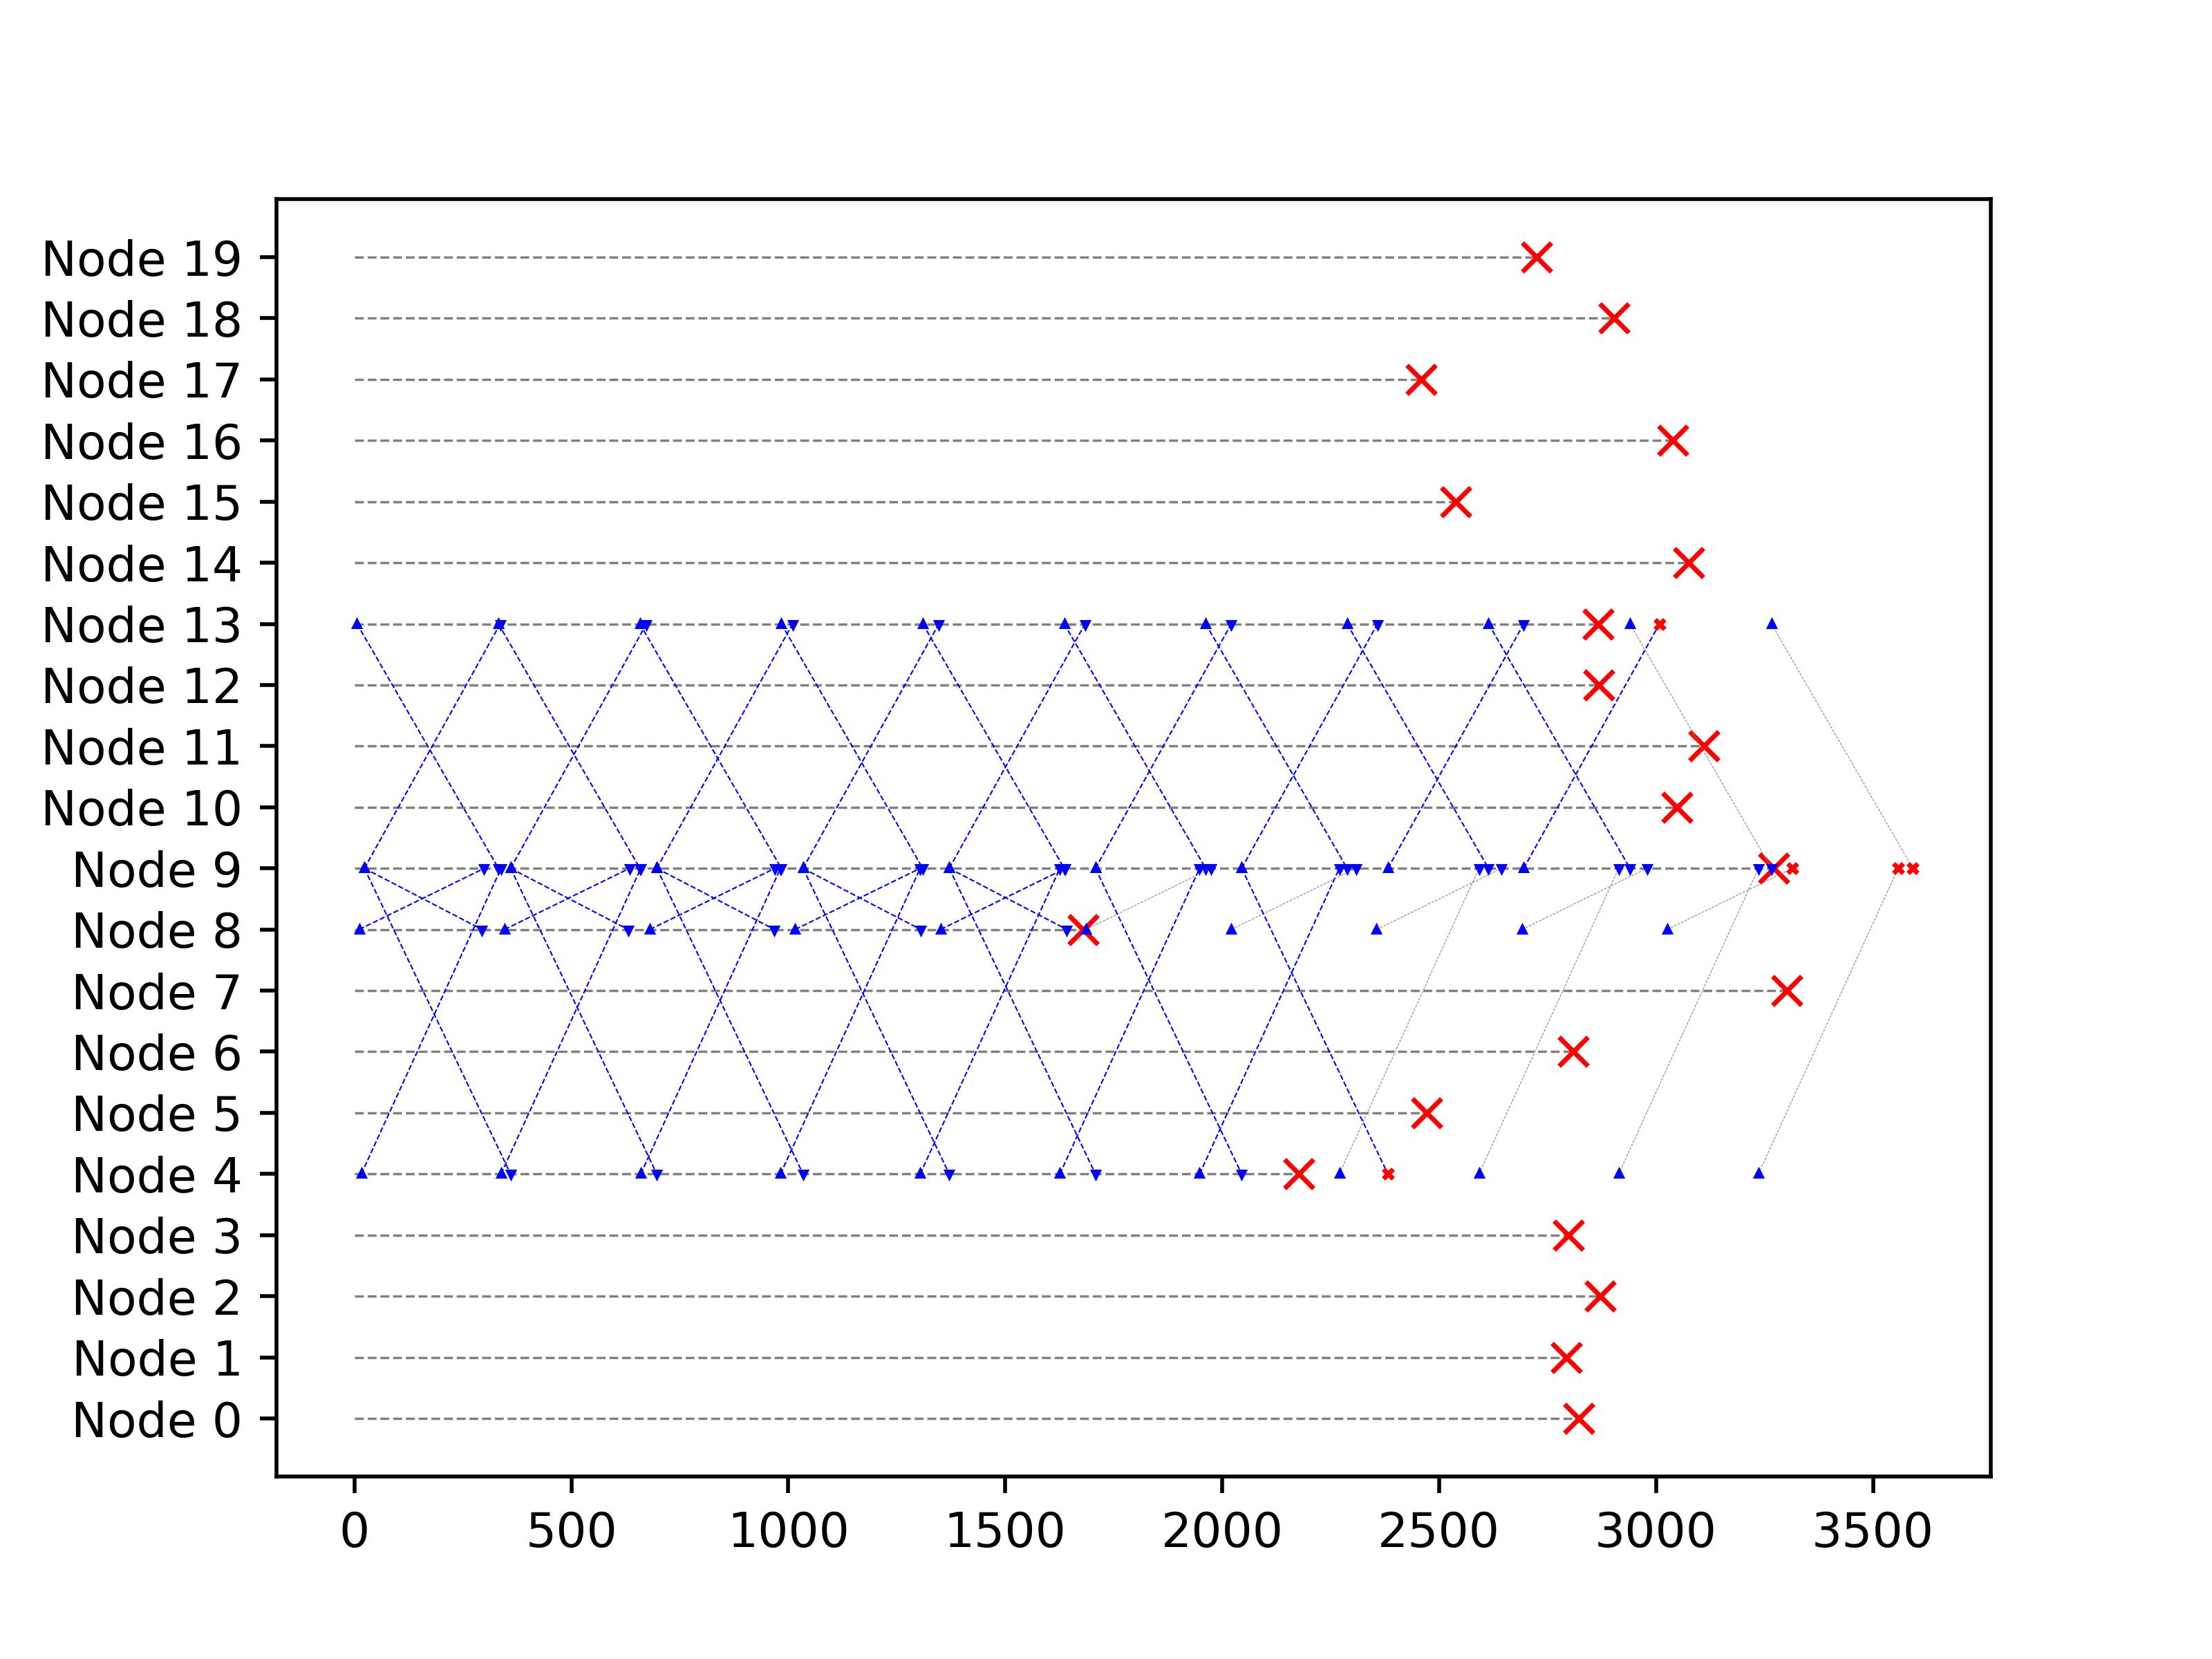 Node 19
Node 18
Node 17
Node 16
Node 15
Node 14
Node 13
Node 12
Node 11
Node 10
Node 9
Node 8
Node 7
Node 6
Node 5
Node 4
Node 3
Node 2
Node 1
Node 0
0 500 1000 1500 2000 2500 3000 3500